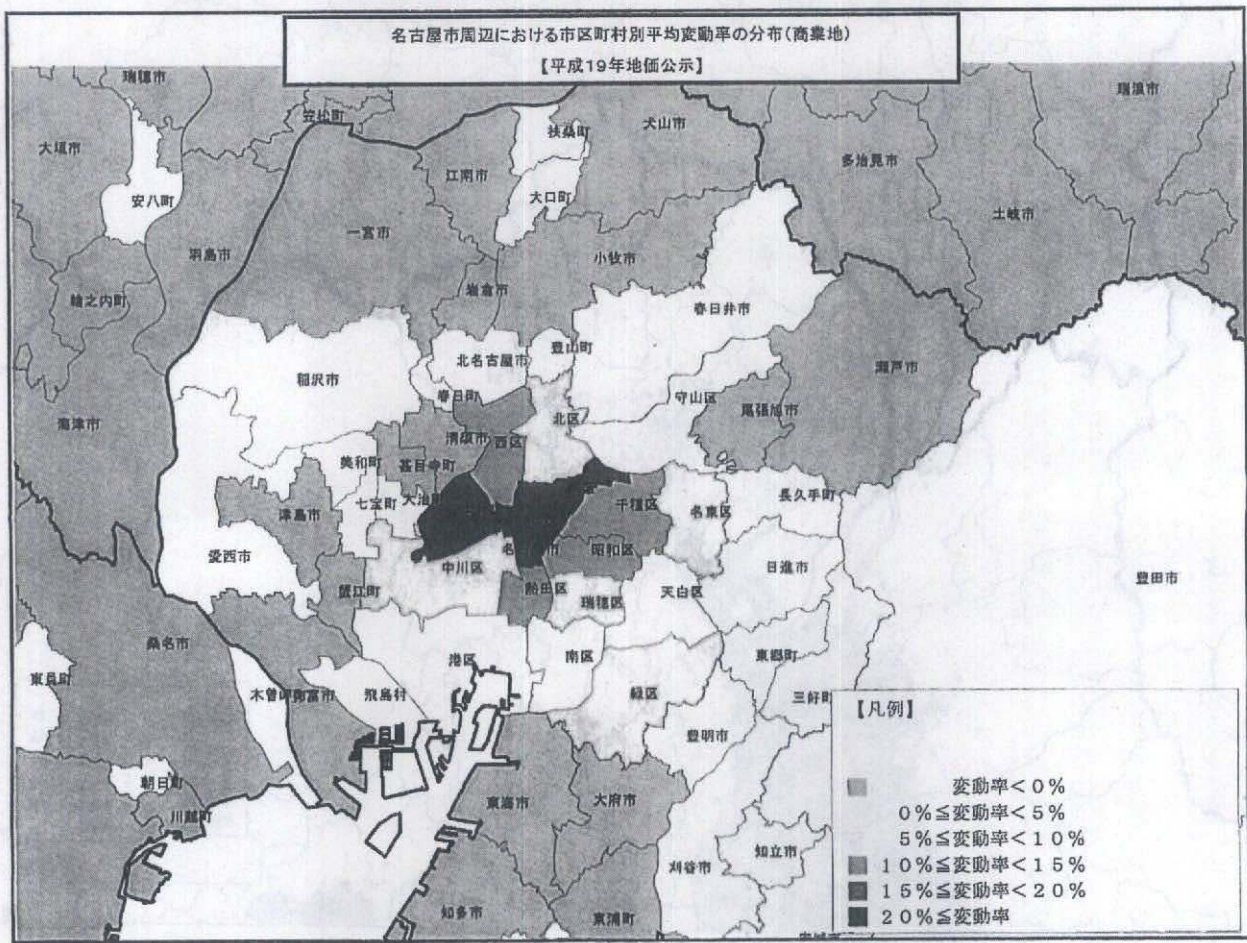 名古屋市周辺における市区町村別平均変動率の分布(商業地)
【平成19年地価公示】
瑞穂市
笠松町
扶桑町
犬山市
瑞浪市
大垣市
江南市
多治見市
安八町
大口町
土岐市
羽島市
一宮市
小牧市
輪之内町
岩倉市
春日井市
北名古屋市
豊山町
稲沢市
瀬戸市
春日町
守山区
尾張旭市
海津市
北区
清須市
西区
美和町
甚目寺町
七宝町
大治
千種区
名東区
長久手町
津島市
愛西市
中川区
昭和区
日進市
豊田市
蟹江町
熱田区
瑞穂区
天白区
桑名市
港区
南区
東郷町
東員町
木曽岬
弥富市
飛島村
緑区
三好町
豊明市
朝日町
川越町
東海市
大府市
刈谷市
知立市
知多市
東浦町
【凡例】
変動率<0%
0%≦変動率<5%
5%≦変動率<10%
10%≦変動率<15%
15%≦変動率<20%
20%≦変動率